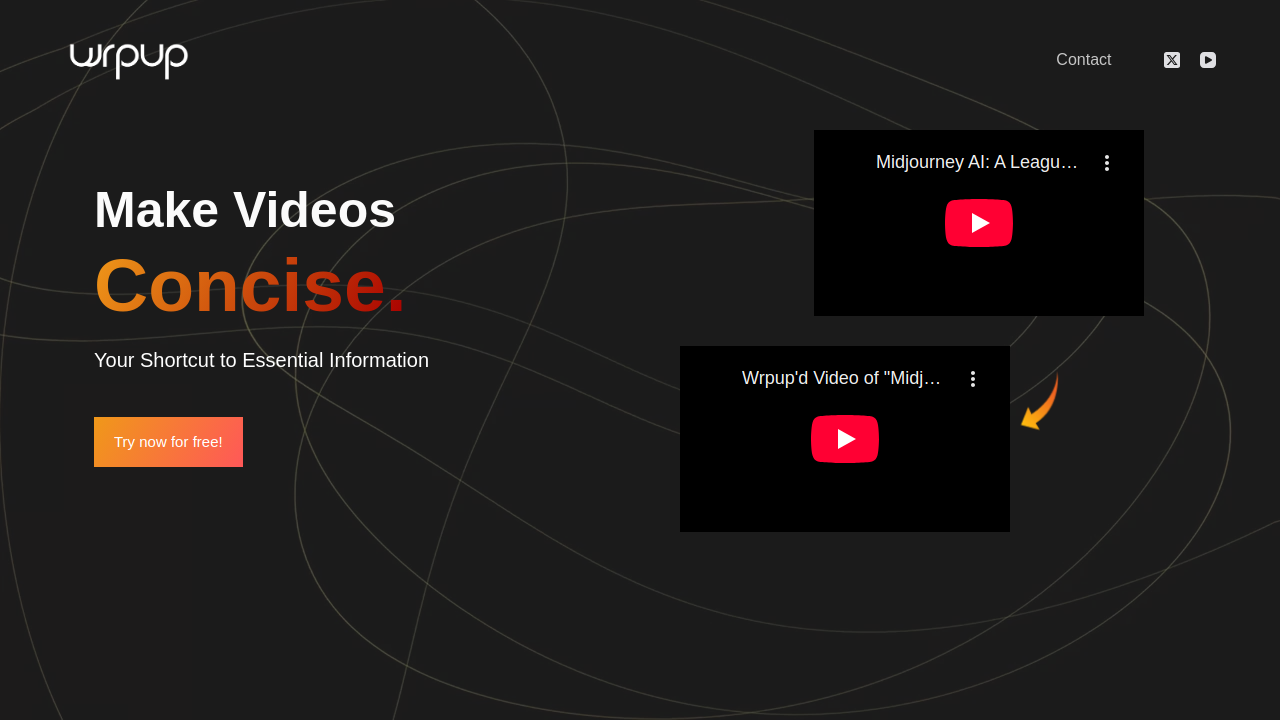 wrpup
Contact
Make Videos
Concise.
Your Shortcut to Essential Information
Try now for free!
Midjourney AI: A Leagu…
Wrpup'd Video of "Midj…